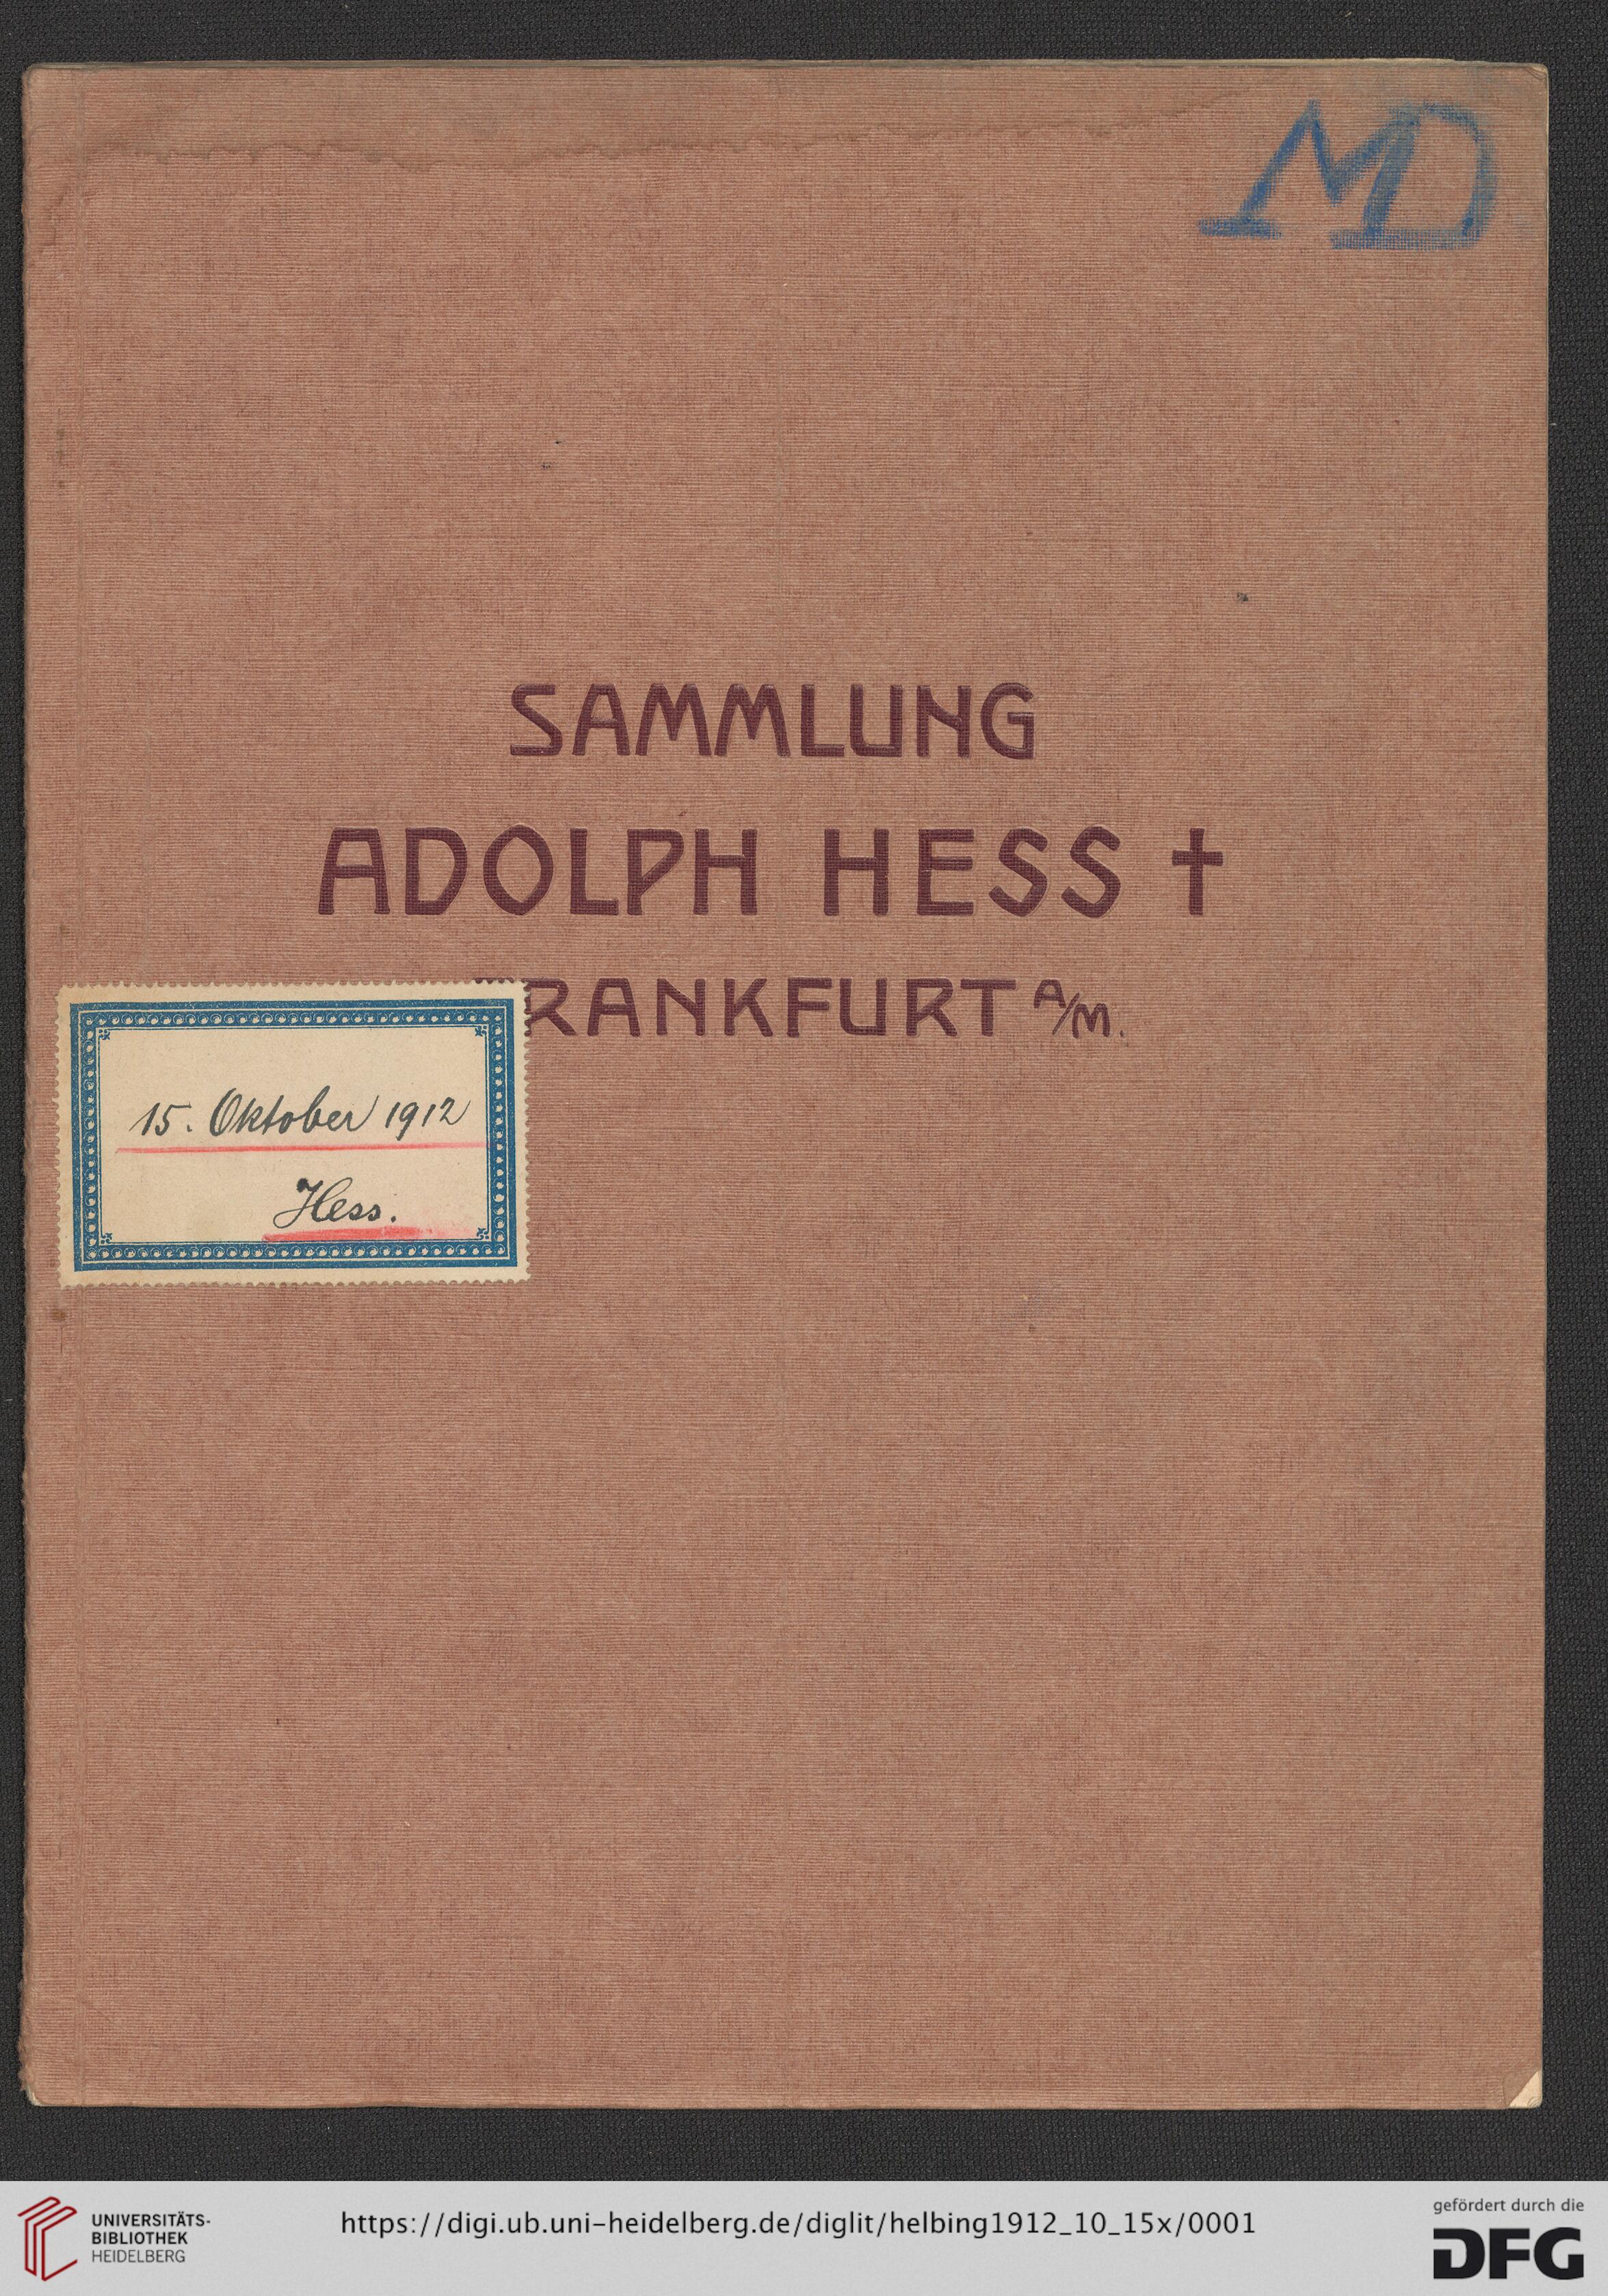 MD
SAMMLUNG
ADOLPH HESS †
RANKFURT A/M.
15. Oktober 1912
Hess.
UNIVERSITÄTS-
BIBLIOTHEK
HEIDELBERG
https://digi.ub.uni-heidelberg.de/diglit/helbing1912_10_15x/0001
gefördert durch die
DFG